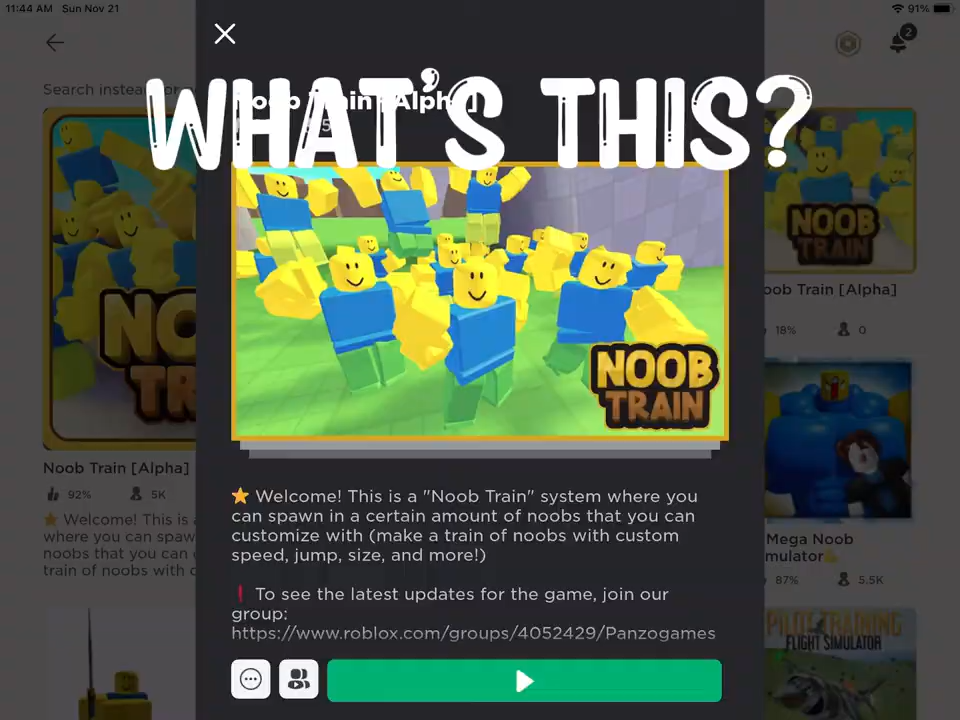 11:44 AM Sun Nov 21
91%
2
Search instead
WHAT'S THIS?
Noob Train [Alpha]
NOOB
TRAIN
NOOB
TRAIN
oob Train [Alpha]
18% 0
Noob Train [Alpha]
92% 5K
Welcome! This is
where you can spaw
noobs that you can
train of noobs with c
Welcome! This is a "Noob Train" system where you
can spawn in a certain amount of noobs that you can
customize with (make a train of noobs with custom
speed, jump, size, and more!)
To see the latest updates for the game, join our
group:
https://www.roblox.com/groups/4052429/Panzogames
Mega Noob
mulator
87% 5.5K
PILOT TRAINING
FLIGHT SIMULATOR